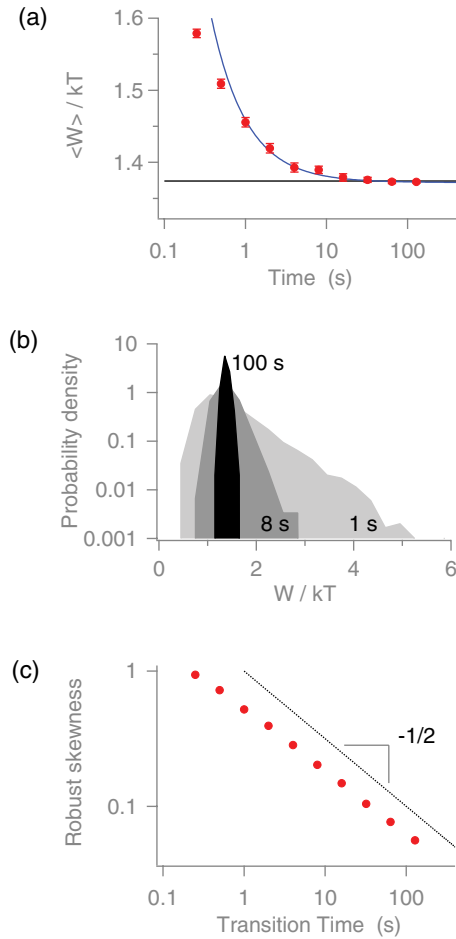 (a)
<W> / kT
1.6
1.5
1.4
0.1 1 10 100
Time (s)
(b)
Probability density
10
1
0.1
0.01
0.001
100 s
8 s
1 s
0 2 4 6
W / kT
(c)
Robust skewness
1
0.1
-1/2
0.1 1 10 100
Transition Time (s)